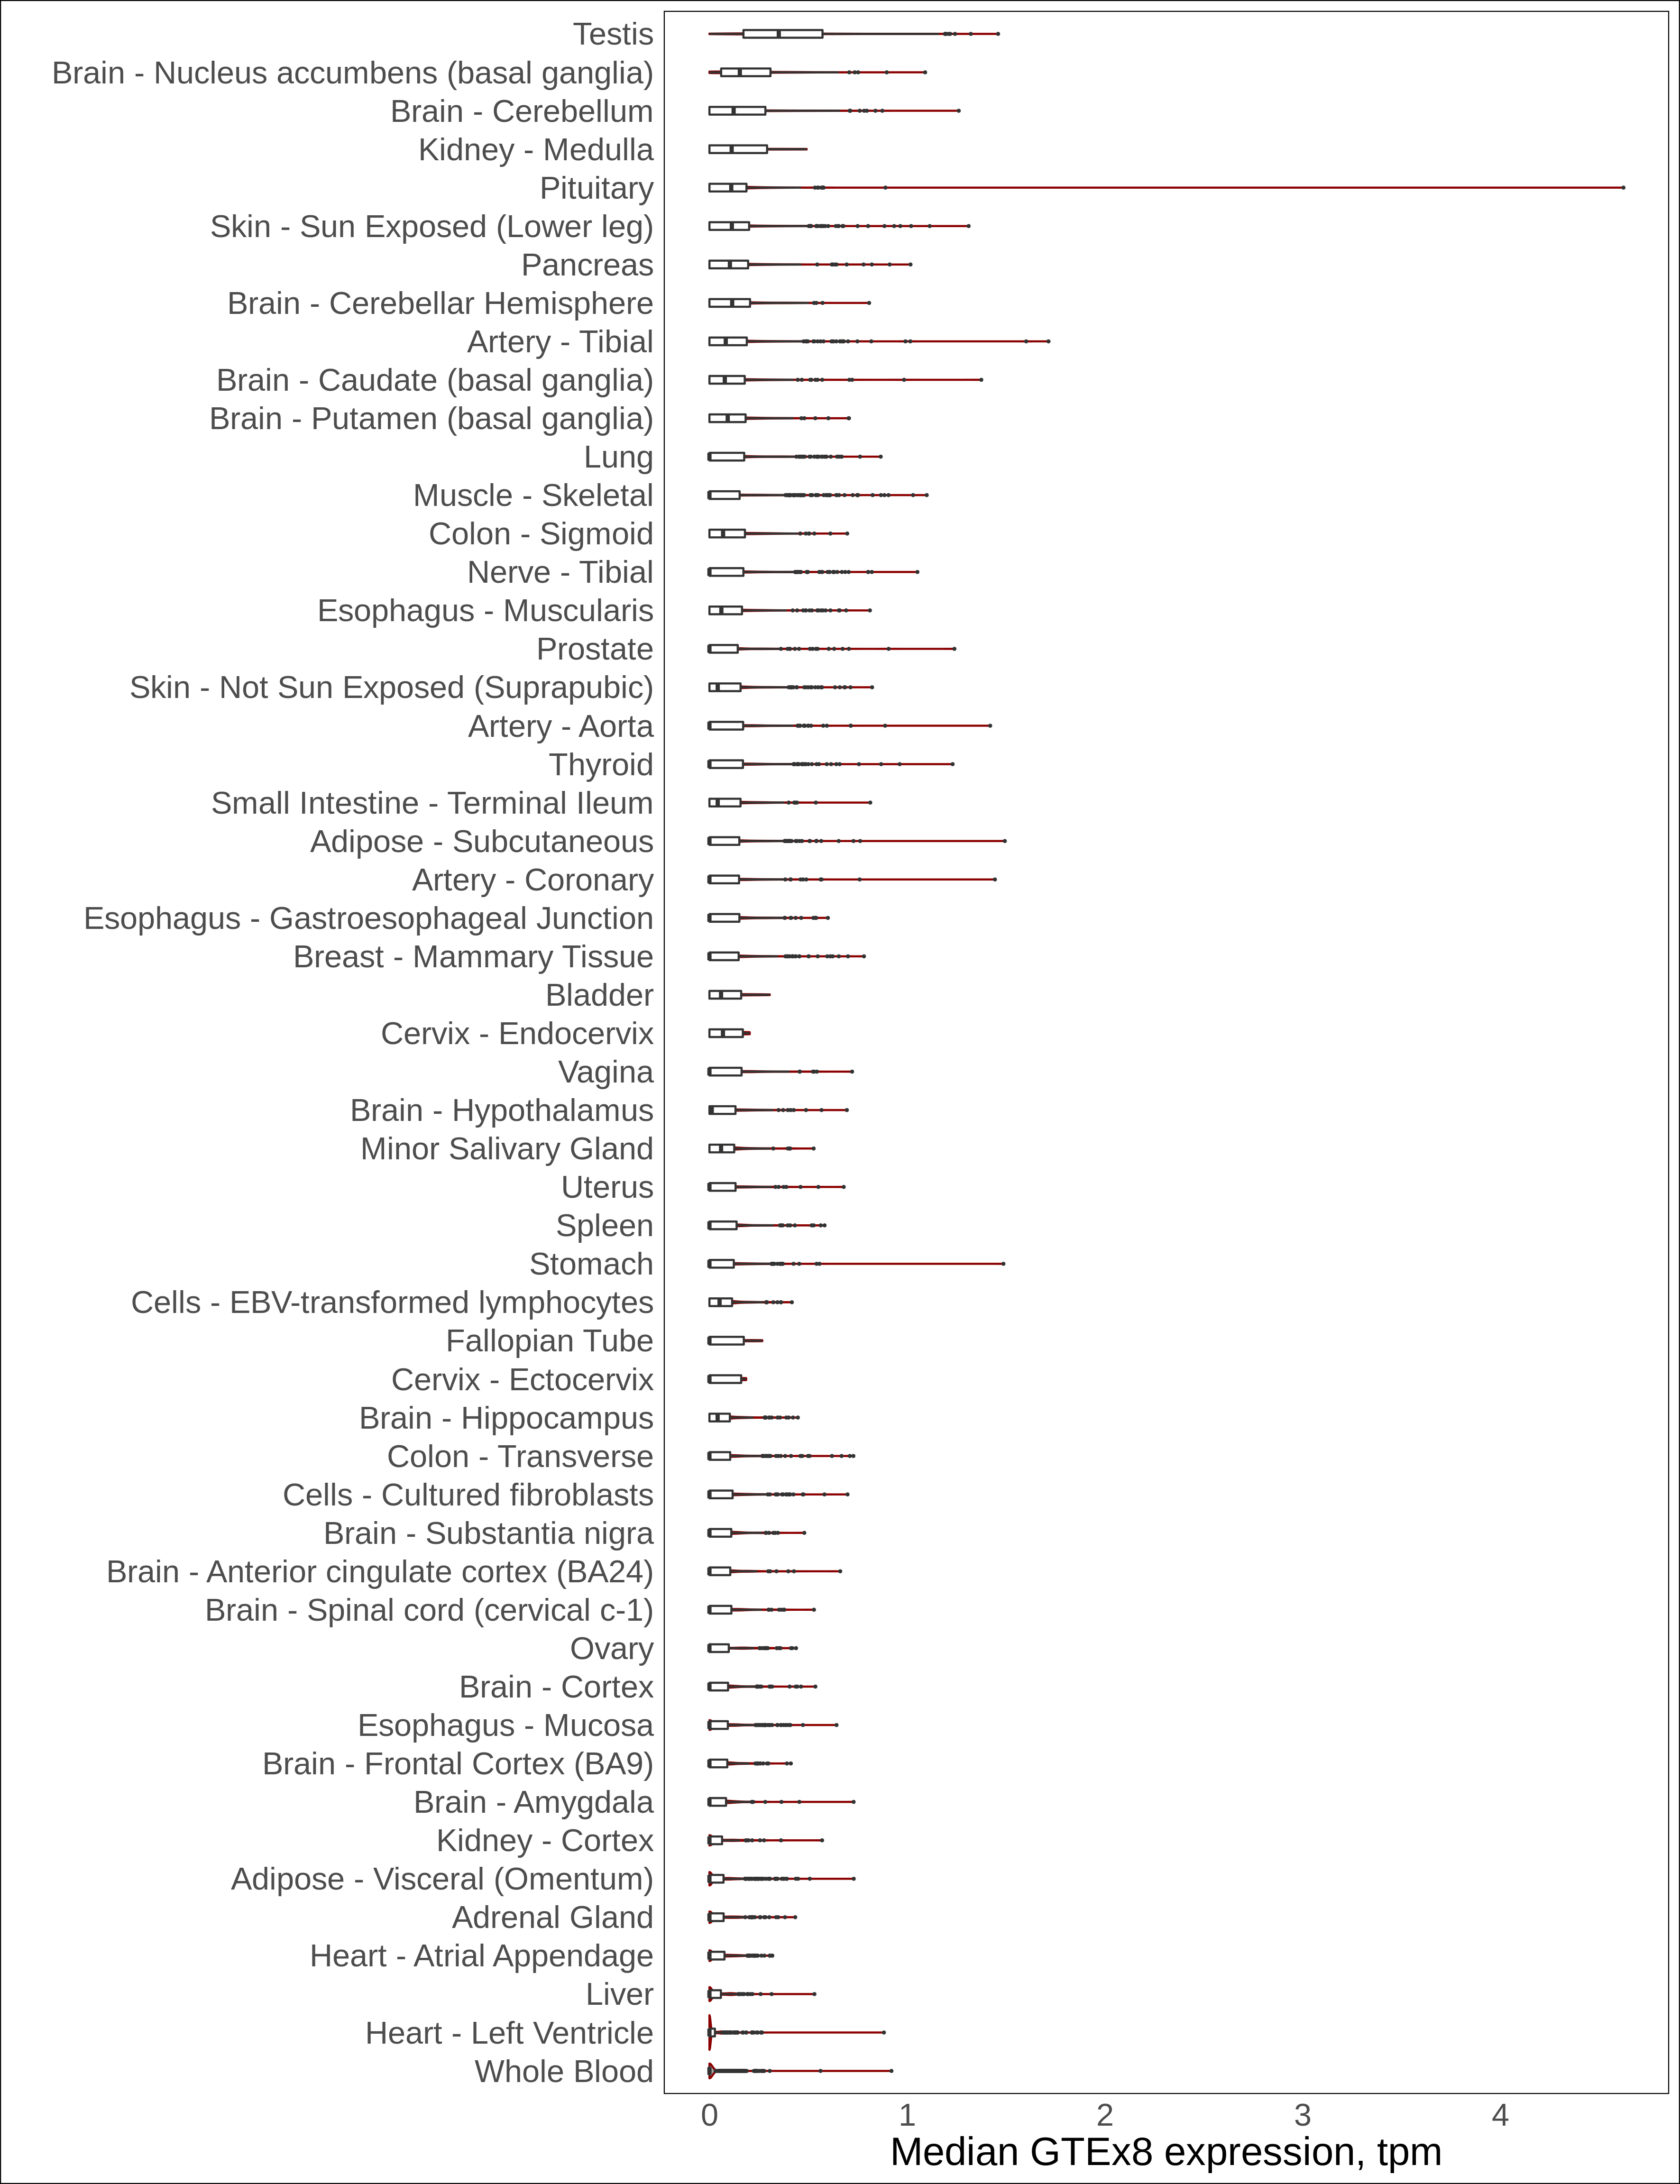 Testis
Brain - Nucleus accumbens (basal ganglia)
Brain - Cerebellum
Kidney - Medulla
Pituitary
Skin - Sun Exposed (Lower leg)
Pancreas
Brain - Cerebellar Hemisphere
Artery - Tibial
Brain - Caudate (basal ganglia)
Brain - Putamen (basal ganglia)
Lung
Muscle - Skeletal
Colon - Sigmoid
Nerve - Tibial
Esophagus - Muscularis
Prostate
Skin - Not Sun Exposed (Suprapubic)
Artery - Aorta
Thyroid
Small Intestine - Terminal Ileum
Adipose - Subcutaneous
Artery - Coronary
Esophagus - Gastroesophageal Junction
Breast - Mammary Tissue
Bladder
Cervix - Endocervix
Vagina
Brain - Hypothalamus
Minor Salivary Gland
Uterus
Spleen
Stomach
Cells - EBV-transformed lymphocytes
Fallopian Tube
Cervix - Ectocervix
Brain - Hippocampus
Colon - Transverse
Cells - Cultured fibroblasts
Brain - Substantia nigra
Brain - Anterior cingulate cortex (BA24)
Brain - Spinal cord (cervical c-1)
Ovary
Brain - Cortex
Esophagus - Mucosa
Brain - Frontal Cortex (BA9)
Brain - Amygdala
Kidney - Cortex
Adipose - Visceral (Omentum)
Adrenal Gland
Heart - Atrial Appendage
Liver
Heart - Left Ventricle
Whole Blood
0 1 2 3 4
Median GTEx8 expression, tpm